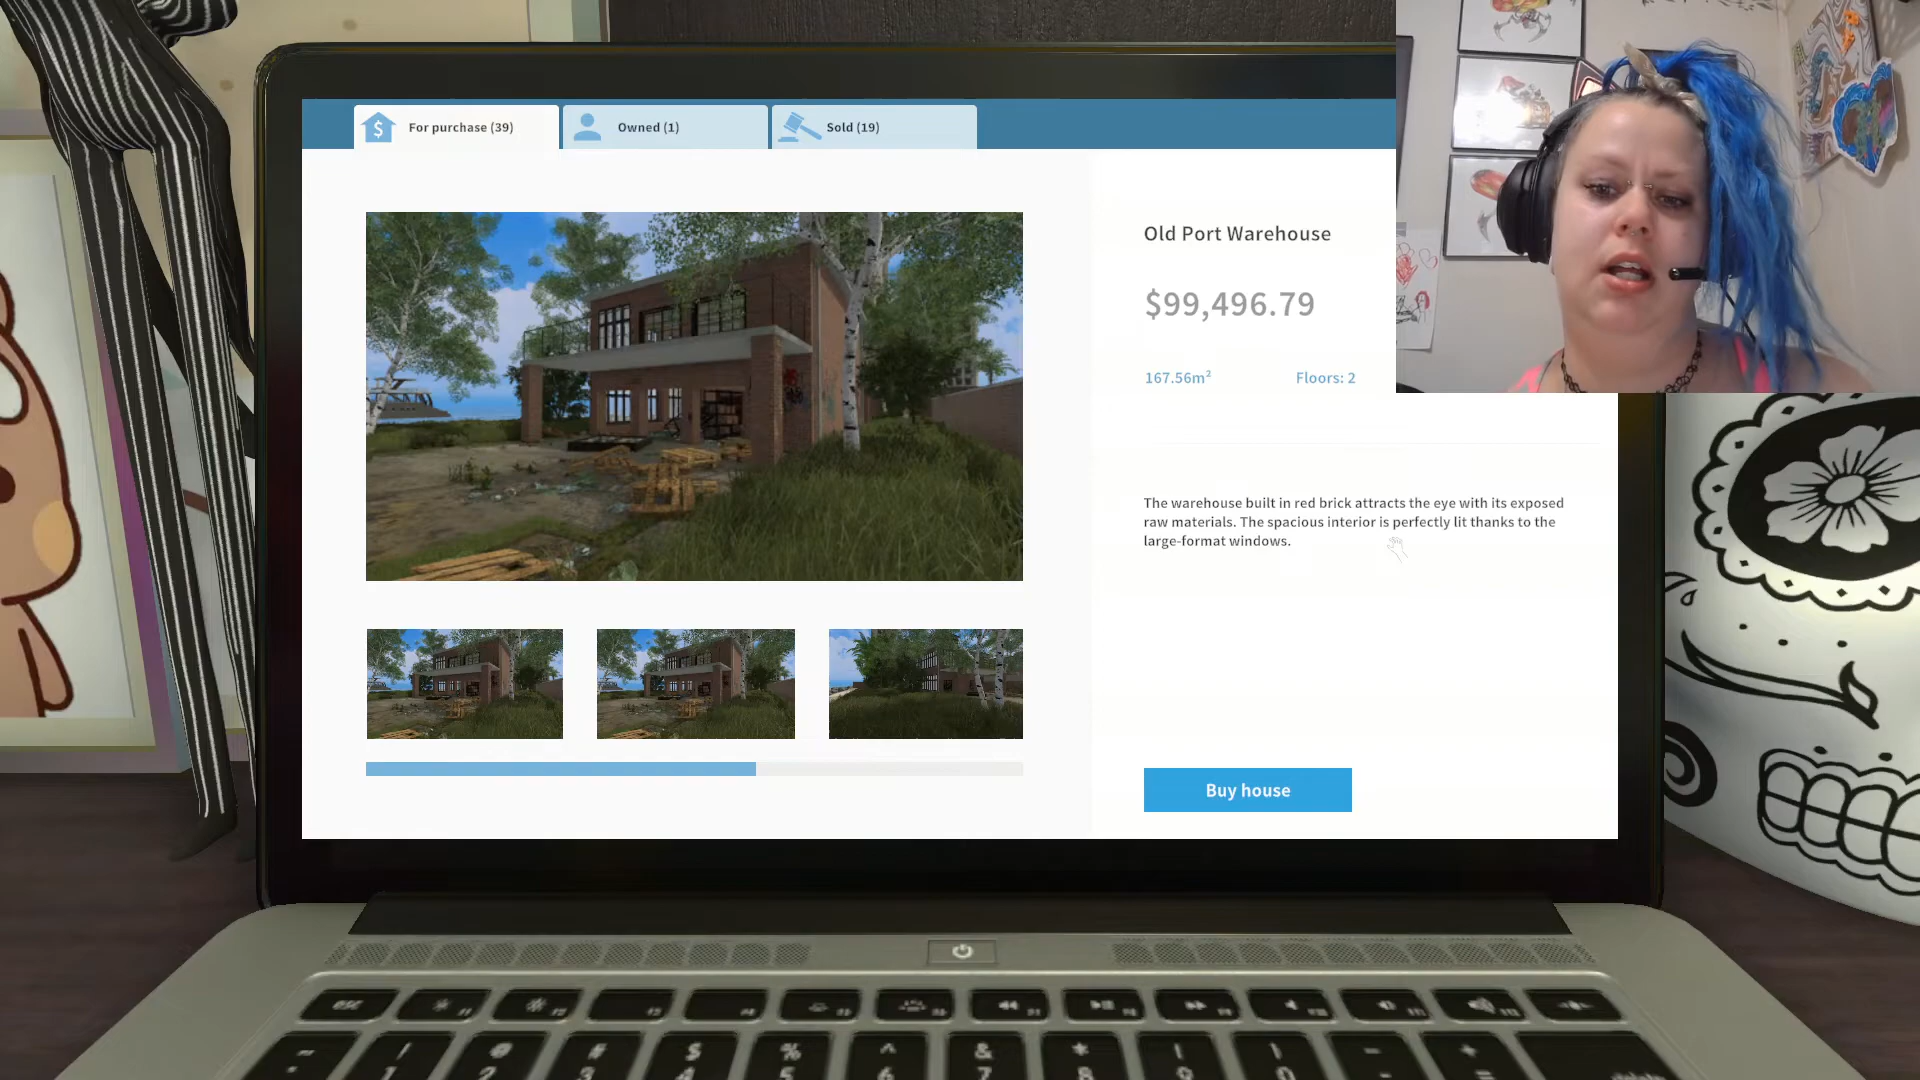 For purchase (39)
Owned (1)
Sold (19)
Old Port Warehouse
$99,496.79
167.56m²
Floors: 2
The warehouse built in red brick attracts the eye with its exposed
raw materials. The spacious interior is perfectly lit thanks to the
large-format windows.
Buy house
esc